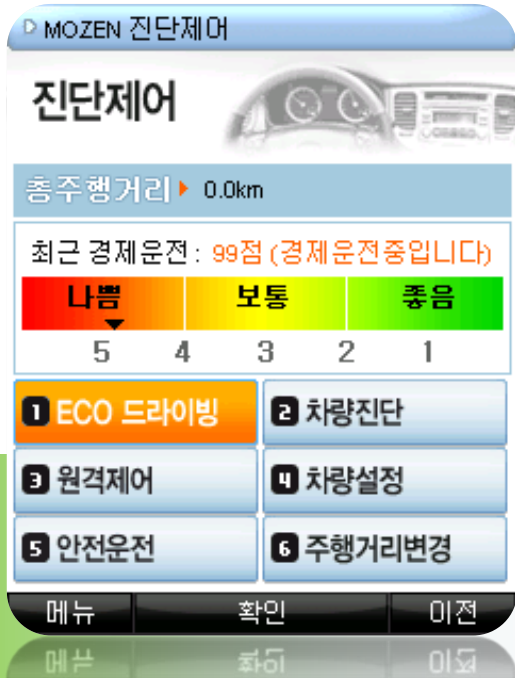 MOZEN 진단제어
진단제어
총주행거리 0.0km
최근 경제운전 : 99점 (경제운전중입니다)
나쁨 보통 좋음
5 4 3 2 1
1 ECO 드라이빙 2 차량진단
3 원격제어 4 차량설정
5 안전운전 6 주행거리변경
메뉴 확인 이전